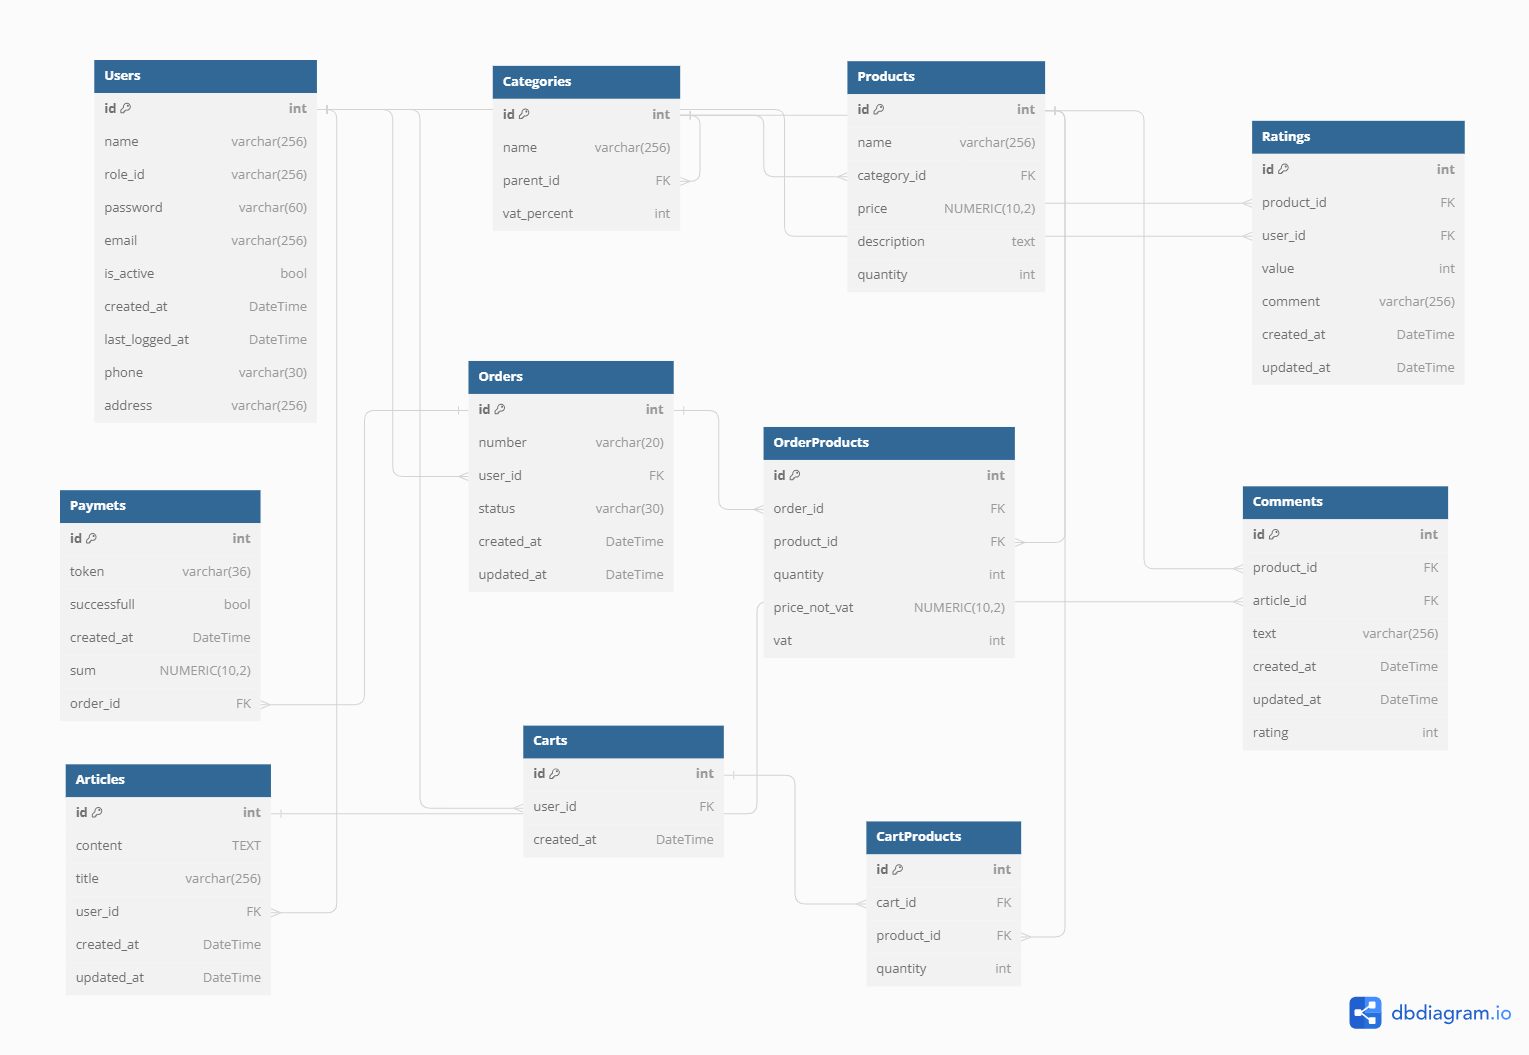 Users
id int
name varchar(256)
role_id varchar(256)
password varchar(60)
email varchar(256)
is_active bool
created_at DateTime
last_logged_at DateTime
phone varchar(30)
address varchar(256)
Categories
id int
name varchar(256)
parent_id FK
vat_percent int
Products
id int
name varchar(256)
category_id FK
price NUMERIC(10,2)
description text
quantity int
Ratings
id int
product_id FK
user_id FK
value int
comment varchar(256)
created_at DateTime
updated_at DateTime
Orders
id int
number varchar(20)
user_id FK
status varchar(30)
created_at DateTime
updated_at DateTime
OrderProducts
id int
order_id FK
product_id FK
quantity int
price_not_vat NUMERIC(10,2)
vat int
Paymets
id int
token varchar(36)
successfull bool
created_at DateTime
sum NUMERIC(10,2)
order_id FK
Comments
id int
product_id FK
article_id FK
text varchar(256)
created_at DateTime
updated_at DateTime
rating int
Articles
id int
content TEXT
title varchar(256)
user_id FK
created_at DateTime
updated_at DateTime
Carts
id int
user_id FK
created_at DateTime
CartProducts
id int
cart_id FK
product_id FK
quantity int
dbdiagram.io